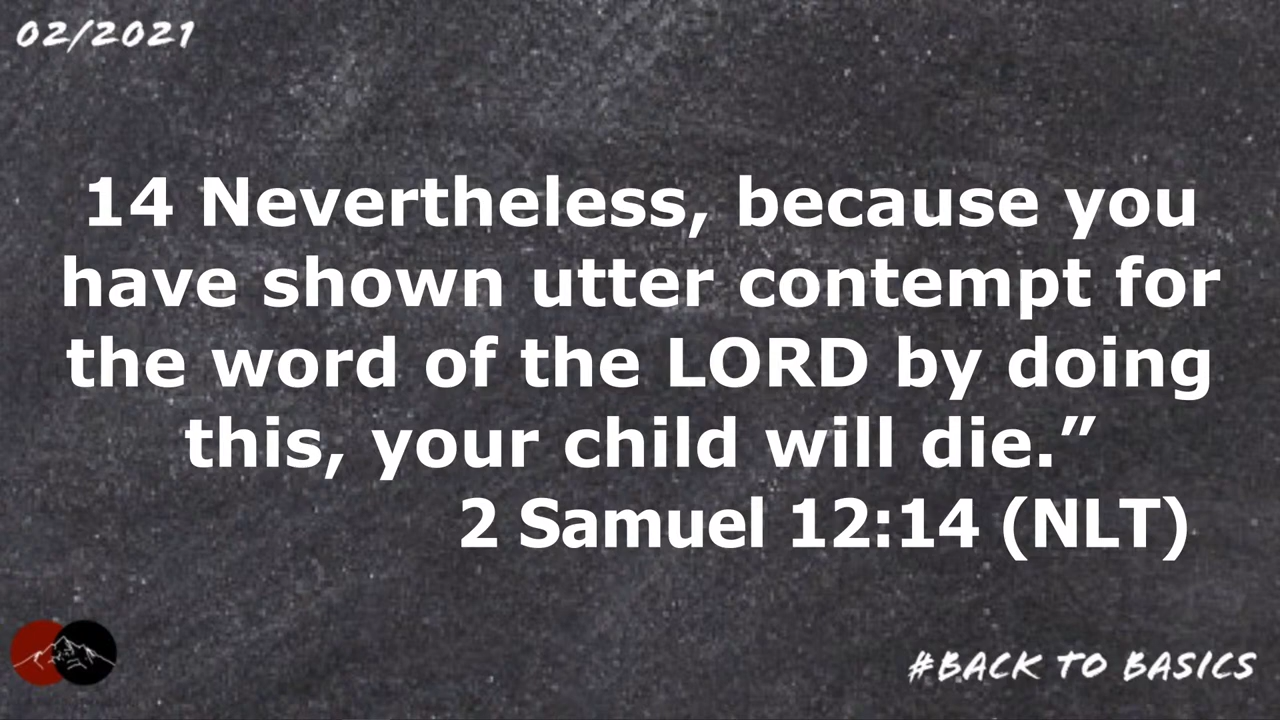 02/2021
14 Nevertheless, because you
have shown utter contempt for
the word of the LORD by doing
this, your child will die.”
2 Samuel 12:14 (NLT)
#BACK TO BASICS